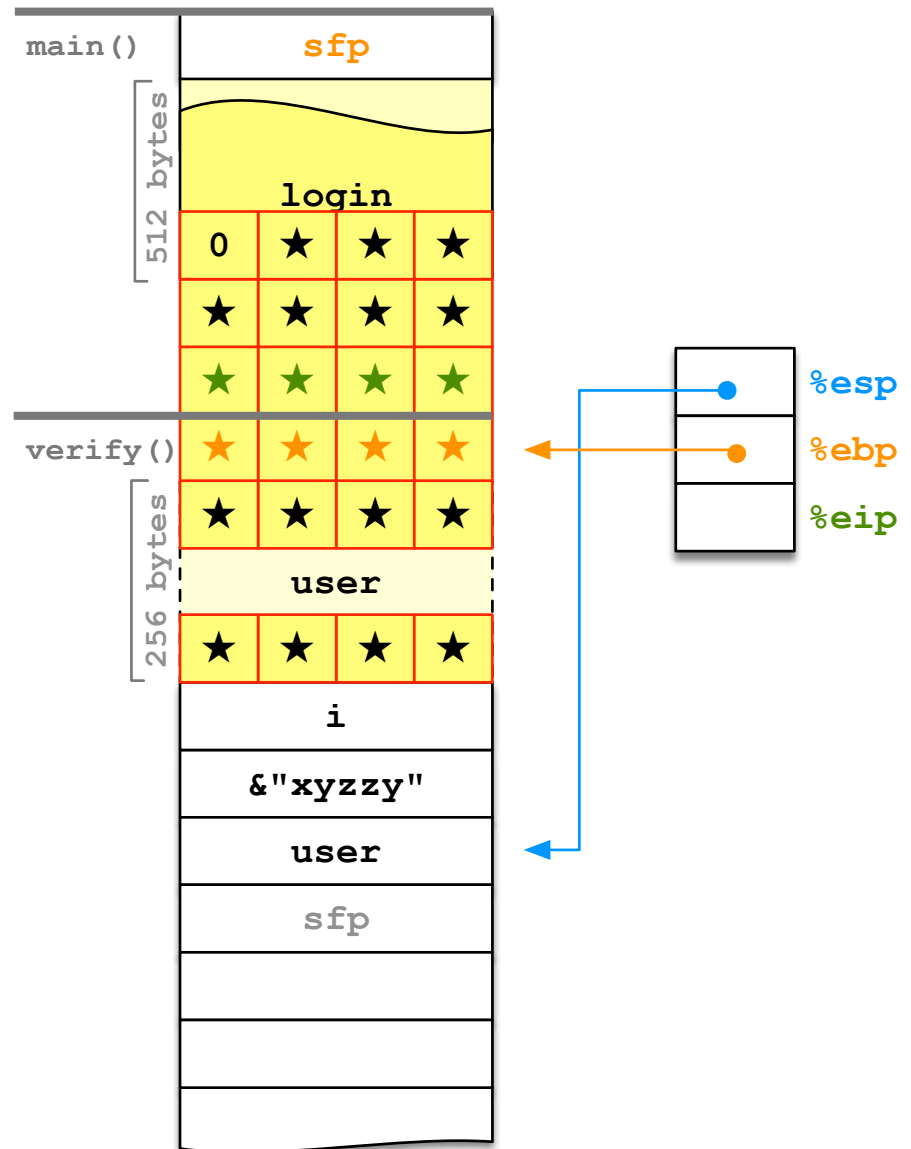 main()
sfp
512 bytes
login
0 ★ ★ ★
★ ★ ★ ★
★ ★ ★ ★
%esp
verify()
★ ★ ★ ★
%ebp
256 bytes
★ ★ ★ ★
%eip
user
★ ★ ★ ★
i
&"xyzzy"
user
sfp